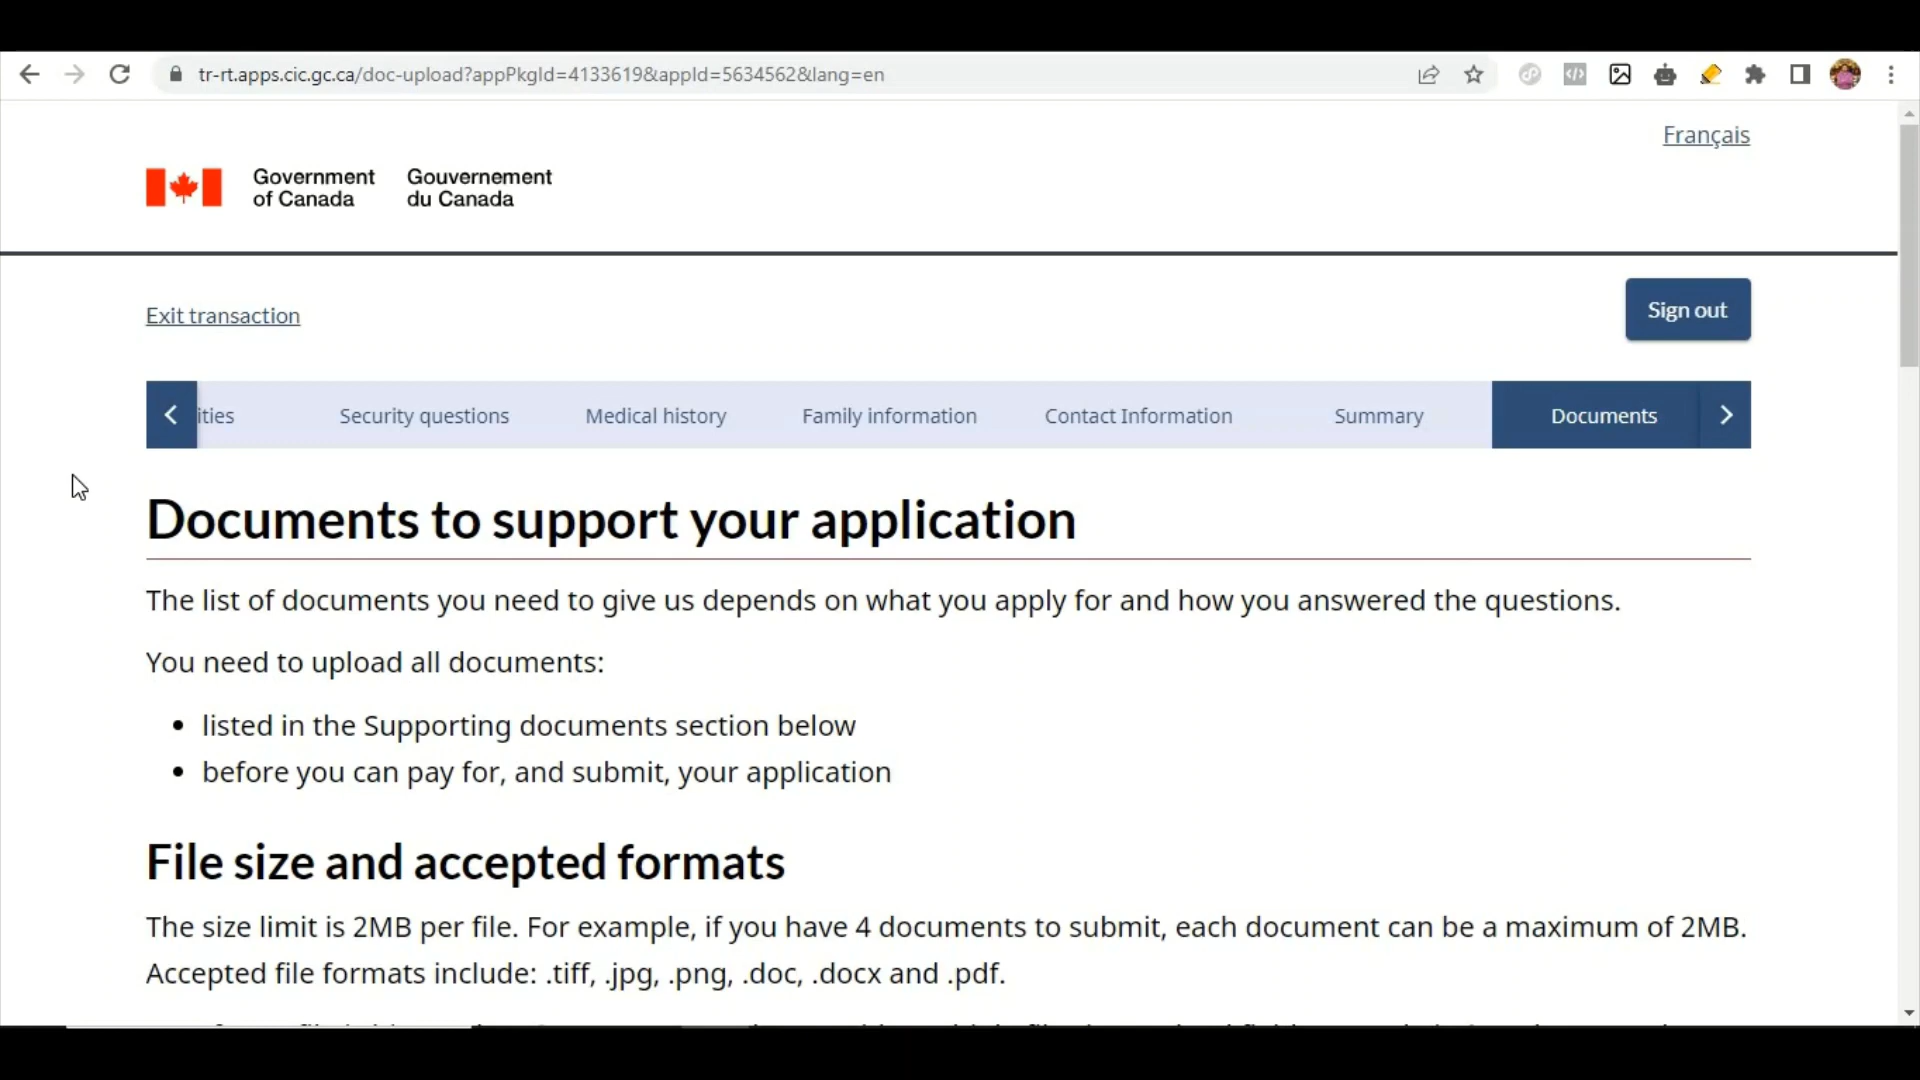 tr-rt.apps.cic.gc.ca/doc-upload?appPkgId=4133619&appId=5634562&lang=en
Français
Government of Canada
Gouvernement du Canada
Exit transaction
Sign out
ities Security questions Medical history Family information Contact Information Summary Documents
Documents to support your application
The list of documents you need to give us depends on what you apply for and how you answered the questions.
You need to upload all documents:
• listed in the Supporting documents section below
• before you can pay for, and submit, your application
File size and accepted formats
The size limit is 2MB per file. For example, if you have 4 documents to submit, each document can be a maximum of 2MB.
Accepted file formats include: .tiff, .jpg, .png, .doc, .docx and .pdf.